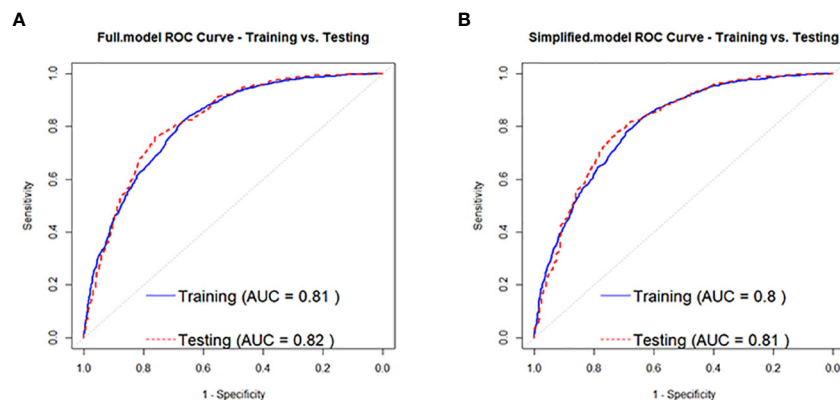 A
Full.model ROC Curve - Training vs. Testing
1.0
0.8
0.6
0.4
0.2
0.0
Sensitivity
Training (AUC = 0.81 )
Testing (AUC = 0.82 )
1.0 0.8 0.6 0.4 0.2 0.0
1 - Specificity
B
Simplified.model ROC Curve - Training vs. Testing
1.0
0.8
0.6
0.4
0.2
0.0
Sensitivity
Training (AUC = 0.8 )
Testing (AUC = 0.81 )
1.0 0.8 0.6 0.4 0.2 0.0
1 - Specificity